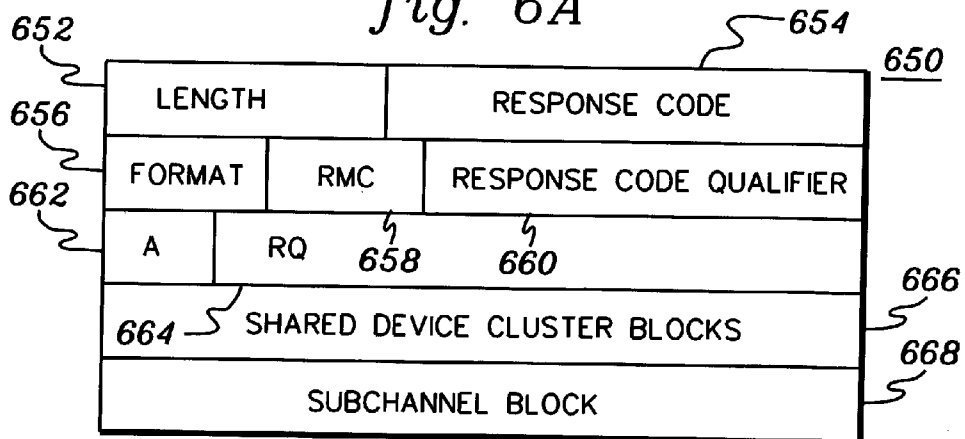 fig. 6A
652
654
650
LENGTH
RESPONSE CODE
656
FORMAT
RMC
RESPONSE CODE QUALIFIER
662
A
RQ
658
660
666
664
SHARED DEVICE CLUSTER BLOCKS
668
SUBCHANNEL BLOCK